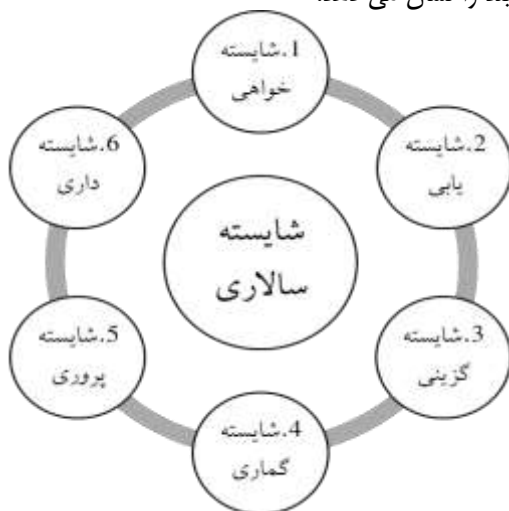 1.شایسته
خواهی
2.شایسته
یابی
3.شایسته
گزینی
4.شایسته
گماری
5.شایسته
پروری
6.شایسته
داری
شایسته
سالاری